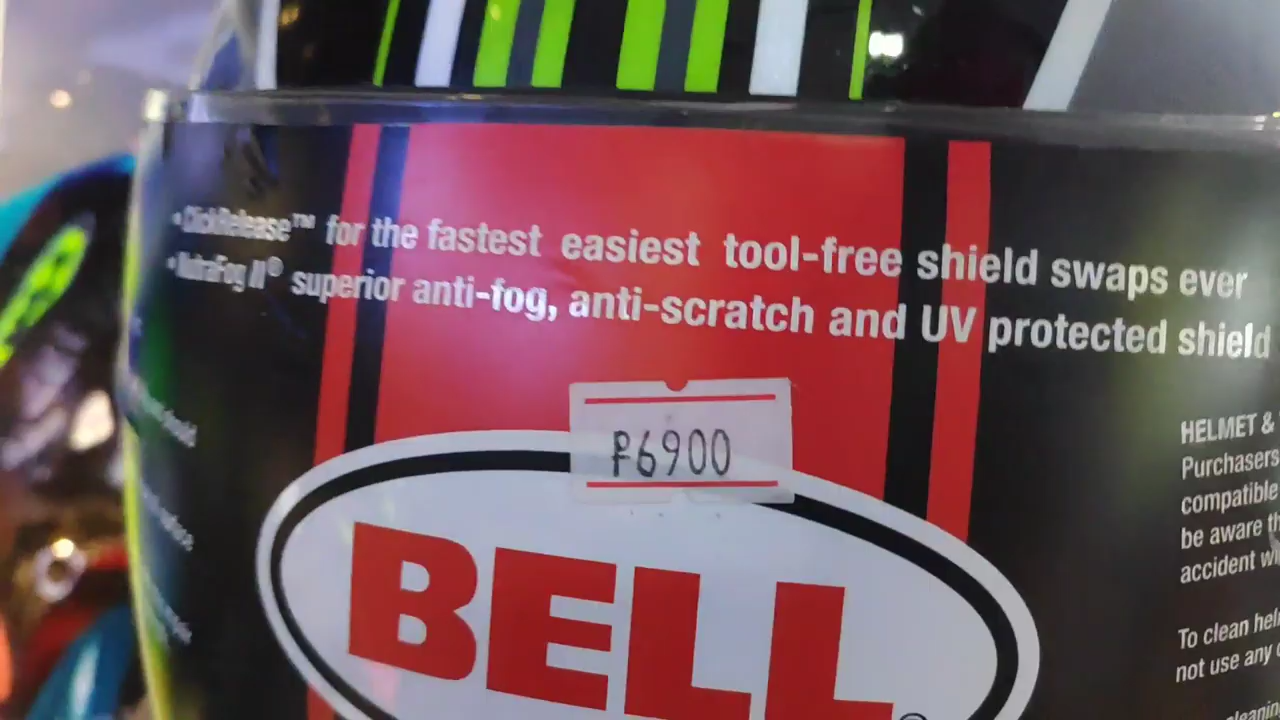 •ClickRelease™ for the fastest easiest tool-free shield swaps ever
•NutraFog II® superior anti-fog, anti-scratch and UV protected shield
₱6900
BELL®
HELMET &
Purchasers
compatible
be aware th
accident wi
To clean hel
not use any
cleaning